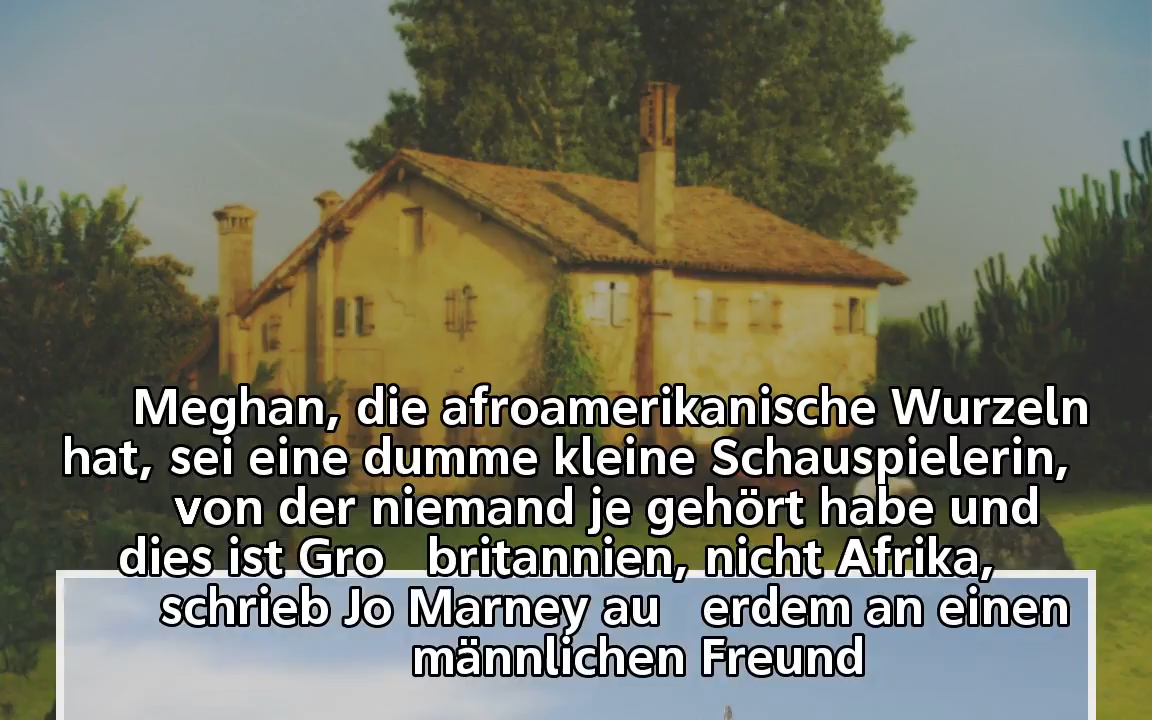 Meghan, die afroamerikanische Wurzeln
hat, sei eine dumme kleine Schauspielerin,
von der niemand je gehört habe und
dies ist Gro britannien, nicht Afrika,
schrieb Jo Marney au erdem an einen
männlichen Freund